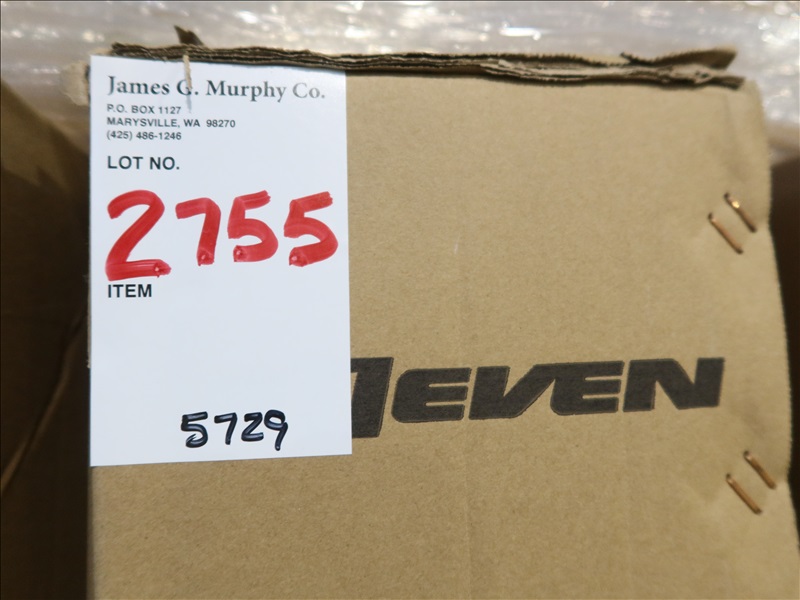 James G. Murphy Co.
P.O. BOX 1127
MARYSVILLE, WA 98270
(425) 486-1246
LOT NO.
2755
ITEM
5729
EVEN